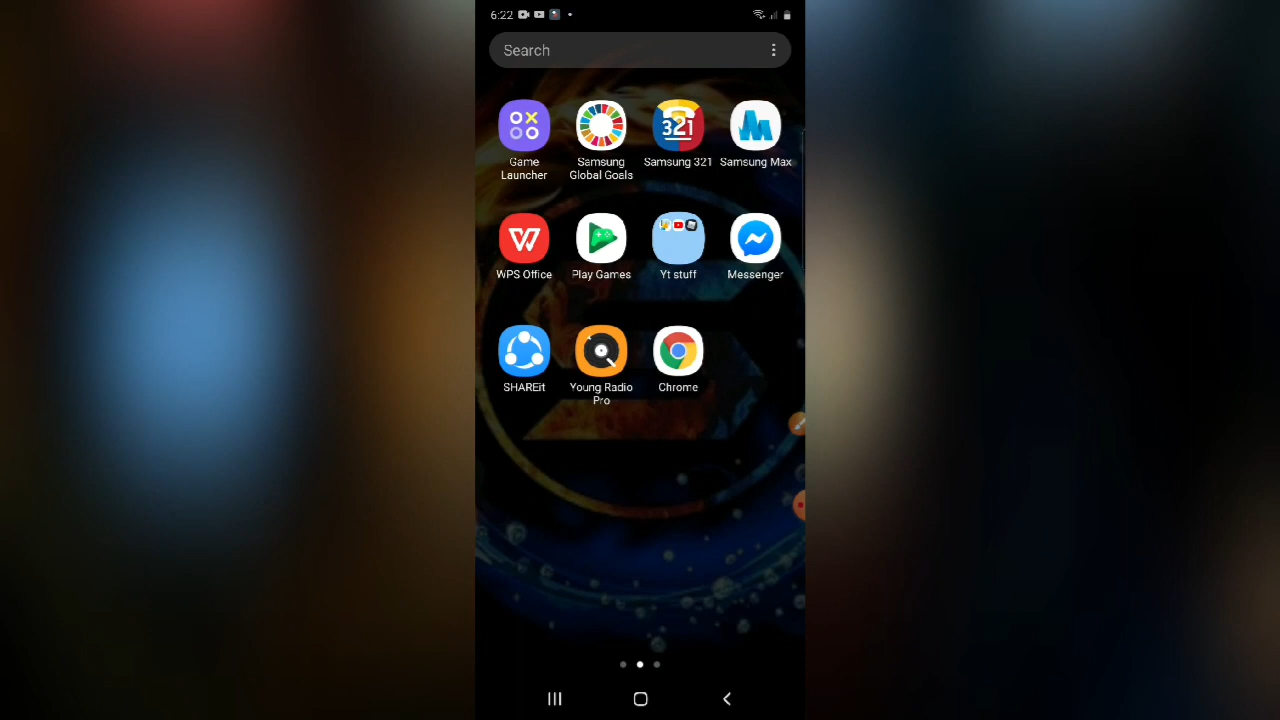 6:22
Search
321
Game
Launcher
Samsung
Global Goals
Samsung 321
Samsung Max
WPS Office
Play Games
Yt stuff
Messenger
SHAREit
Young Radio
Pro
Chrome